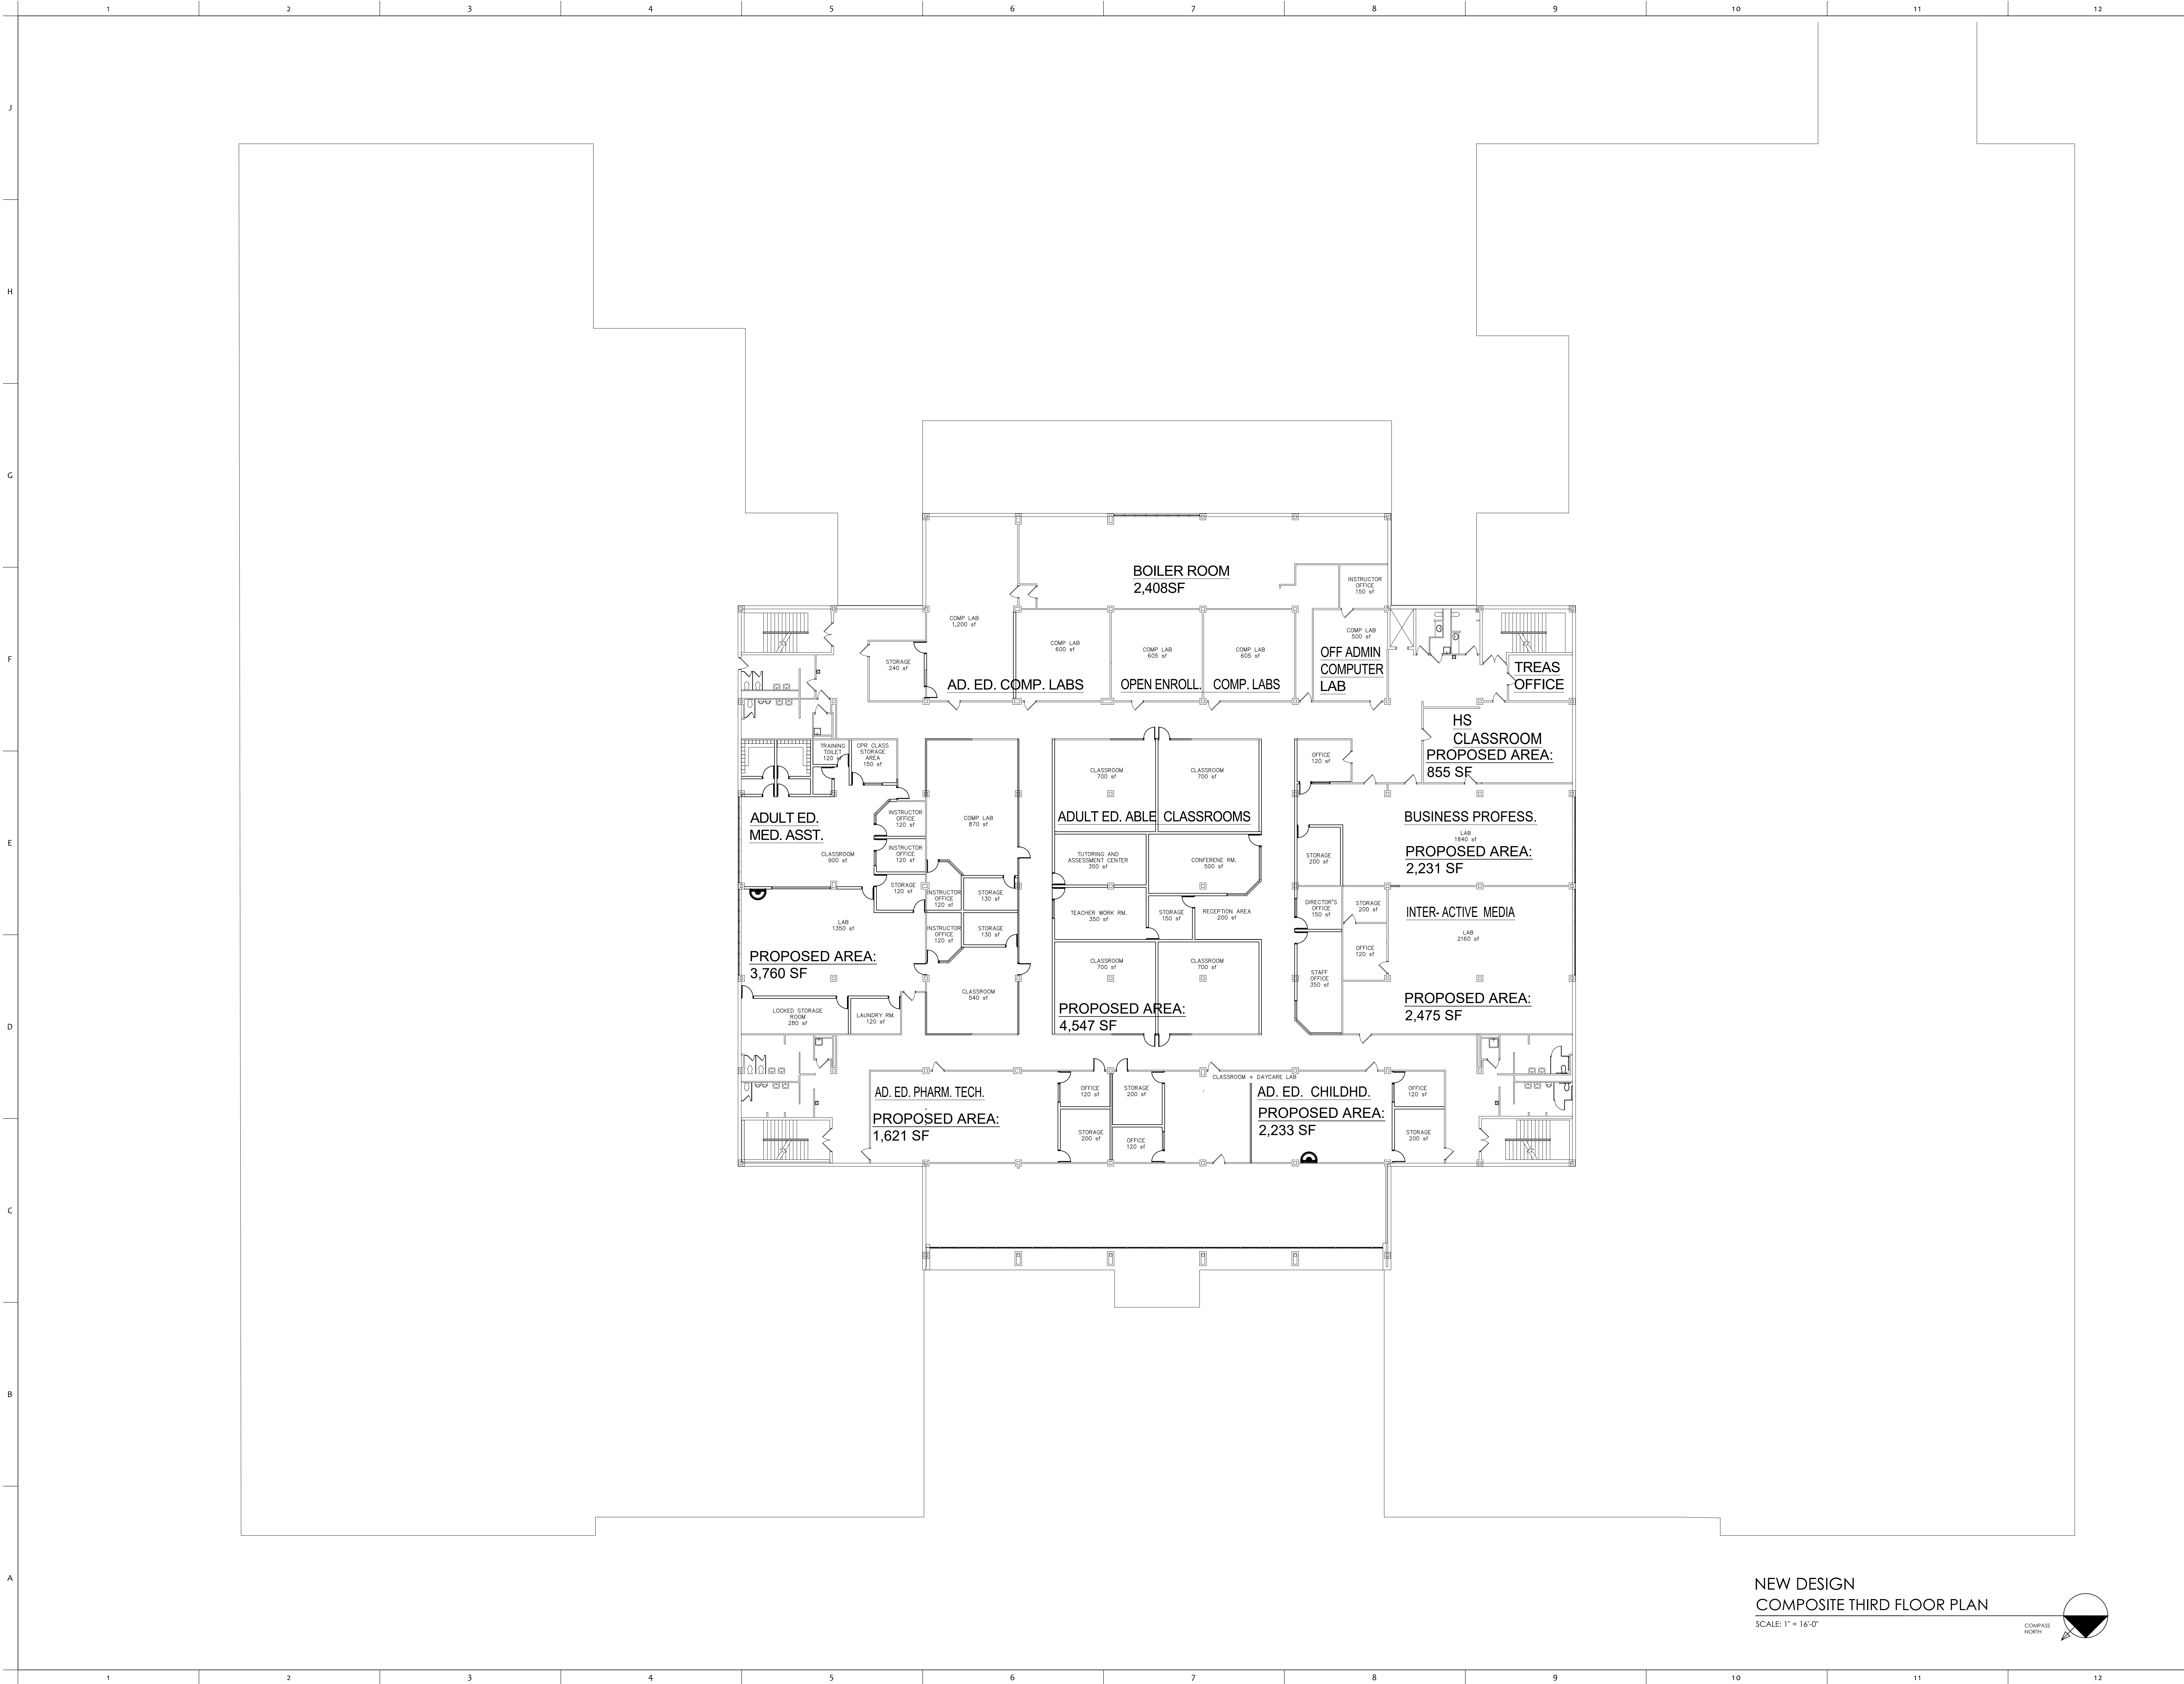 1 2 3 4 5 6 7 8 9 10 11 12
J
H
G
F
E
D
C
B
A
BOILER ROOM
2,408SF
INSTRUCTOR
OFFICE
150 sf
COMP LAB
1,200 sf
STORAGE
240 sf
AD. ED. COMP. LABS
COMP LAB
600 sf
COMP LAB
605 sf
COMP LAB
605 sf
OPEN ENROLL. COMP. LABS
COMP LAB
500 sf
OFF ADMIN
COMPUTER
LAB
TREAS
OFFICE
HS
CLASSROOM
PROPOSED AREA:
855 SF
TRAINING
TOILET
120 sf
CPR CLASS
STORAGE
AREA
150 sf
ADULT ED.
MED. ASST.
CLASSROOM
900 sf
INSTRUCTOR
OFFICE
120 sf
INSTRUCTOR
OFFICE
120 sf
STORAGE
120 sf
COMP LAB
870 sf
INSTRUCTOR
OFFICE
120 sf
STORAGE
130 sf
INSTRUCTOR
OFFICE
120 sf
STORAGE
130 sf
CLASSROOM
540 sf
LAB
1350 sf
PROPOSED AREA:
3,760 SF
LOCKED STORAGE
ROOM
280 sf
LAUNDRY RM.
120 sf
CLASSROOM
700 sf
CLASSROOM
700 sf
ADULT ED. ABLE CLASSROOMS
TUTORING AND
ASSESSMENT CENTER
350 sf
CONFERENE RM.
500 sf
TEACHER WORK RM.
350 sf
STORAGE
150 sf
RECEPTION AREA
200 sf
CLASSROOM
700 sf
CLASSROOM
700 sf
PROPOSED AREA:
4,547 SF
OFFICE
120 sf
STORAGE
200 sf
BUSINESS PROFESS.
LAB
1840 sf
PROPOSED AREA:
2,231 SF
DIRECTOR'S
OFFICE
150 sf
STORAGE
200 sf
OFFICE
120 sf
STAFF
OFFICE
350 sf
INTER- ACTIVE MEDIA
LAB
2160 sf
PROPOSED AREA:
2,475 SF
AD. ED. PHARM. TECH.
PROPOSED AREA:
1,621 SF
OFFICE
120 sf
STORAGE
200 sf
STORAGE
200 sf
OFFICE
120 sf
CLASSROOM + DAYCARE LAB
AD. ED. CHILDHD.
PROPOSED AREA:
2,233 SF
OFFICE
120 sf
STORAGE
200 sf
NEW DESIGN
COMPOSITE THIRD FLOOR PLAN
SCALE: 1" = 16'-0"
COMPASS
NORTH
1 2 3 4 5 6 7 8 9 10 11 12